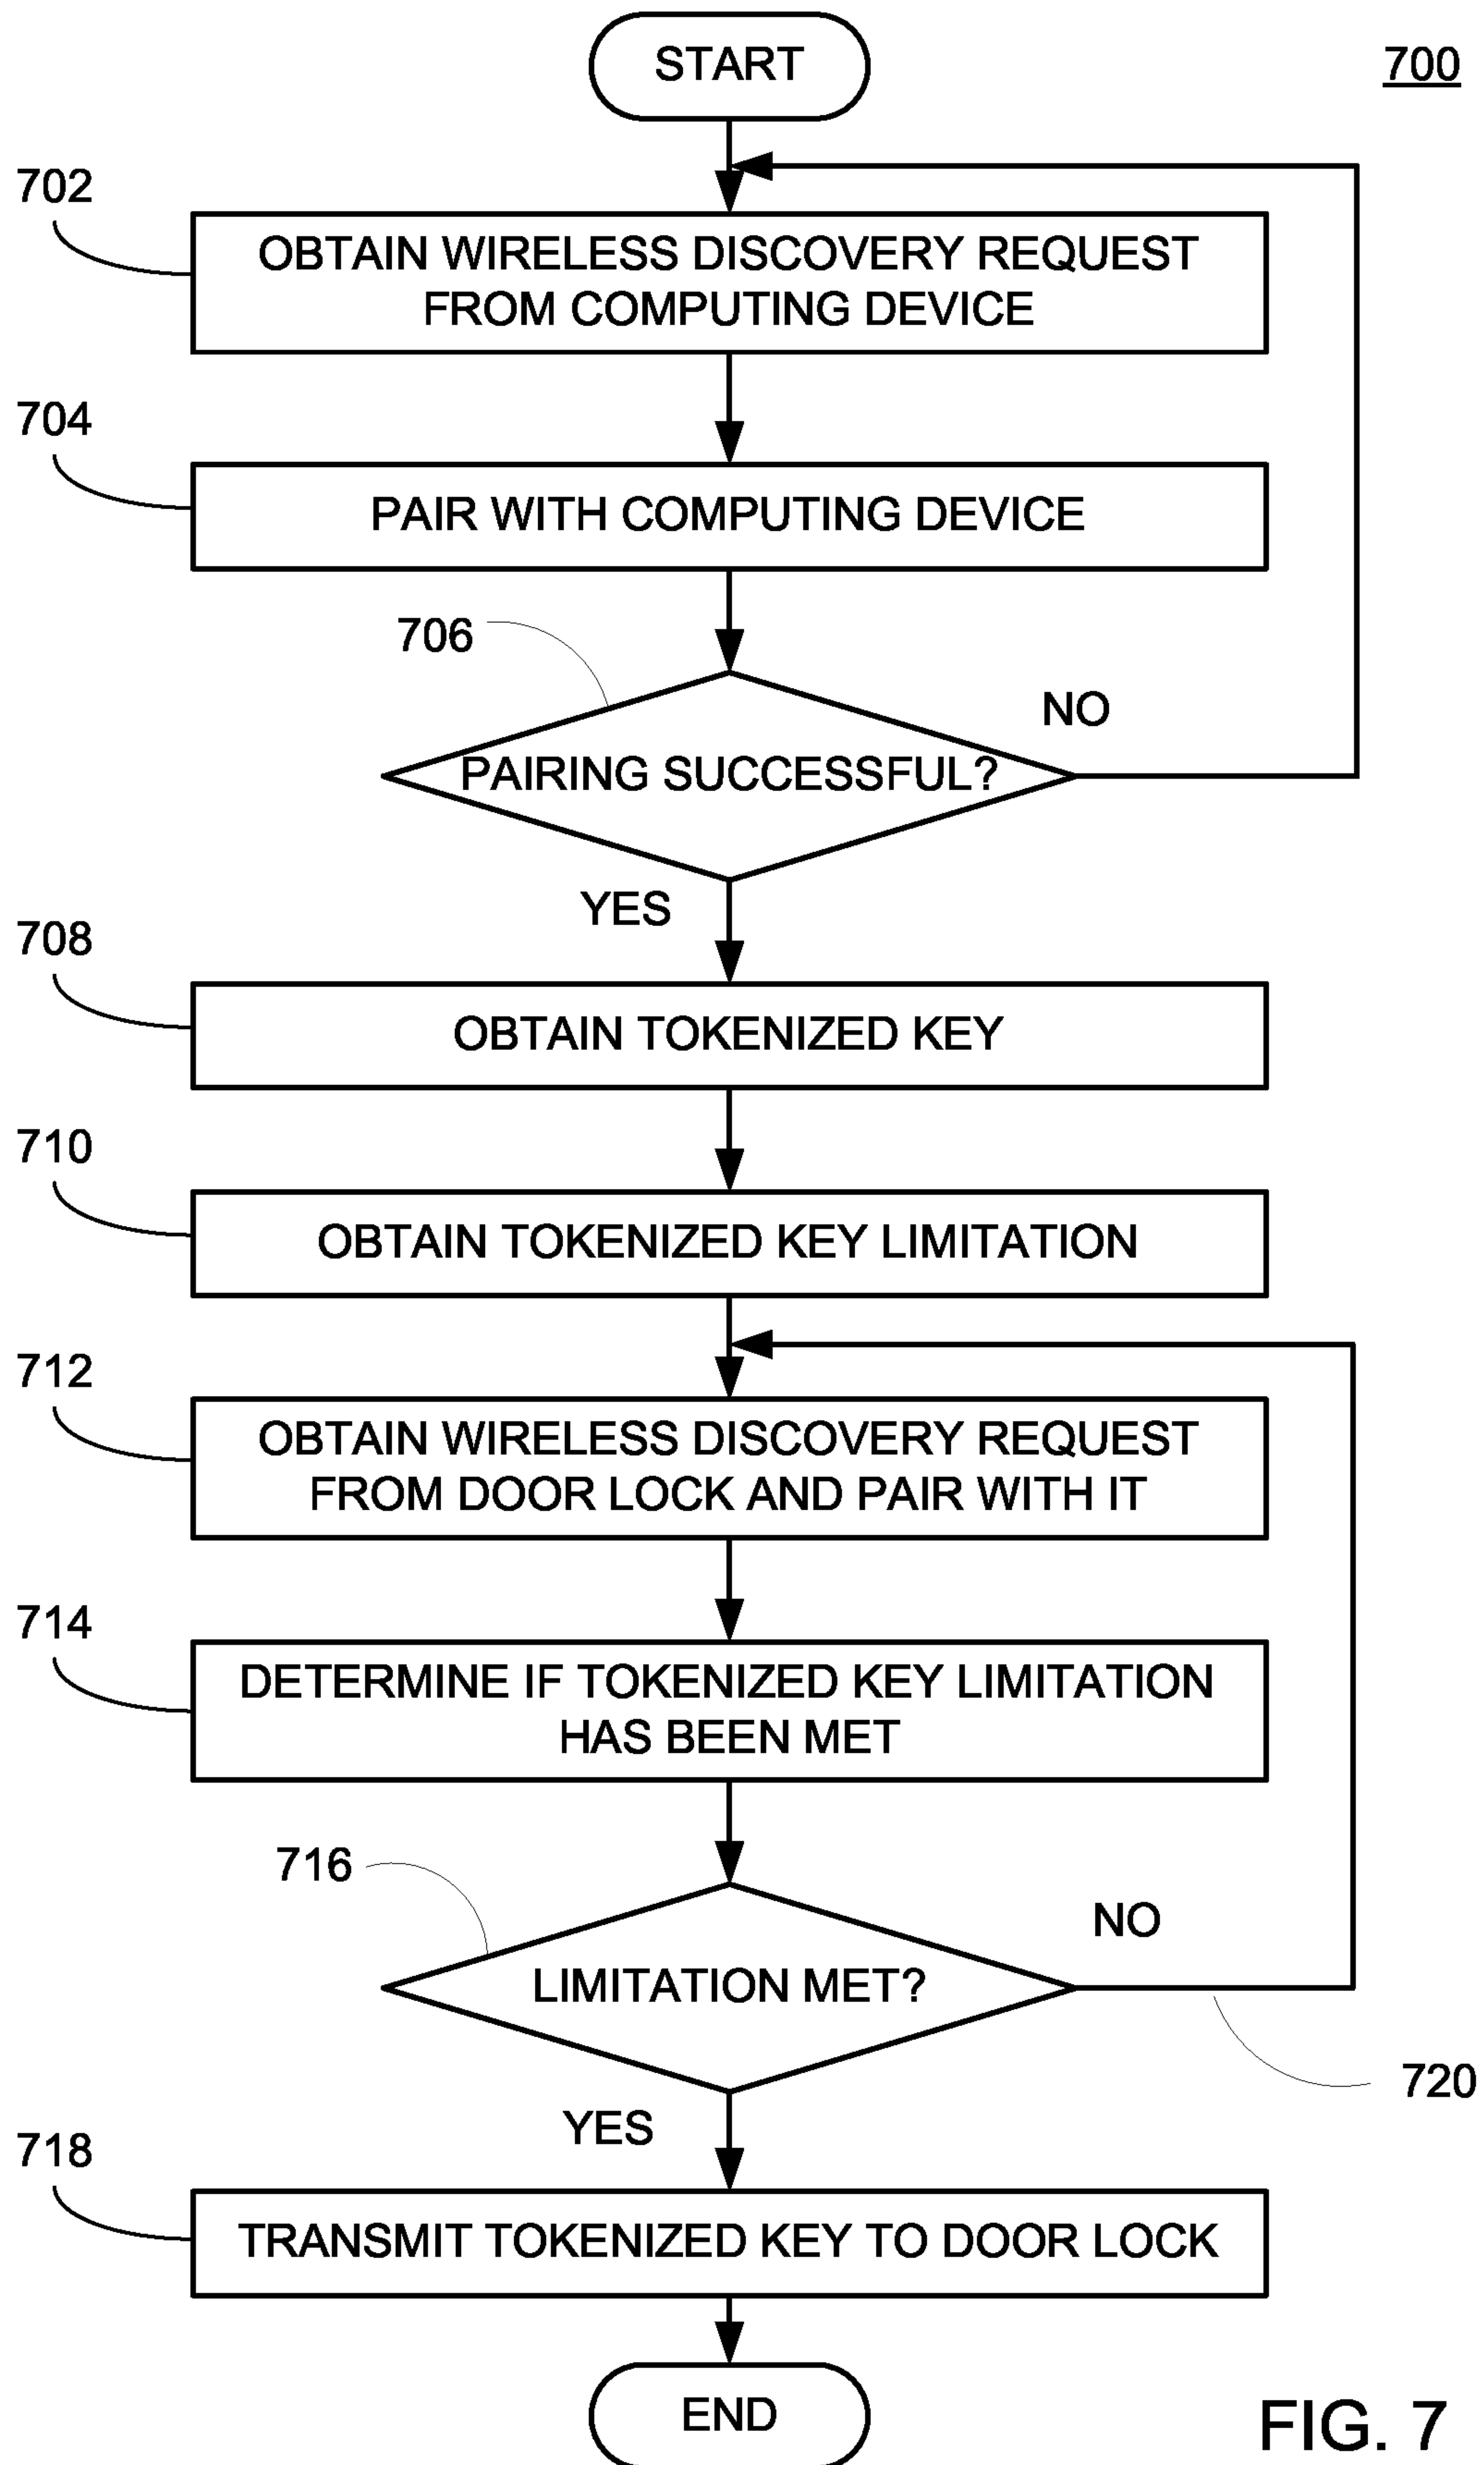 START
700
702
OBTAIN WIRELESS DISCOVERY REQUEST
FROM COMPUTING DEVICE
704
PAIR WITH COMPUTING DEVICE
706
NO
PAIRING SUCCESSFUL?
YES
708
OBTAIN TOKENIZED KEY
710
OBTAIN TOKENIZED KEY LIMITATION
712
OBTAIN WIRELESS DISCOVERY REQUEST
FROM DOOR LOCK AND PAIR WITH IT
714
DETERMINE IF TOKENIZED KEY LIMITATION
HAS BEEN MET
716
NO
LIMITATION MET?
720
YES
718
TRANSMIT TOKENIZED KEY TO DOOR LOCK
END
FIG. 7